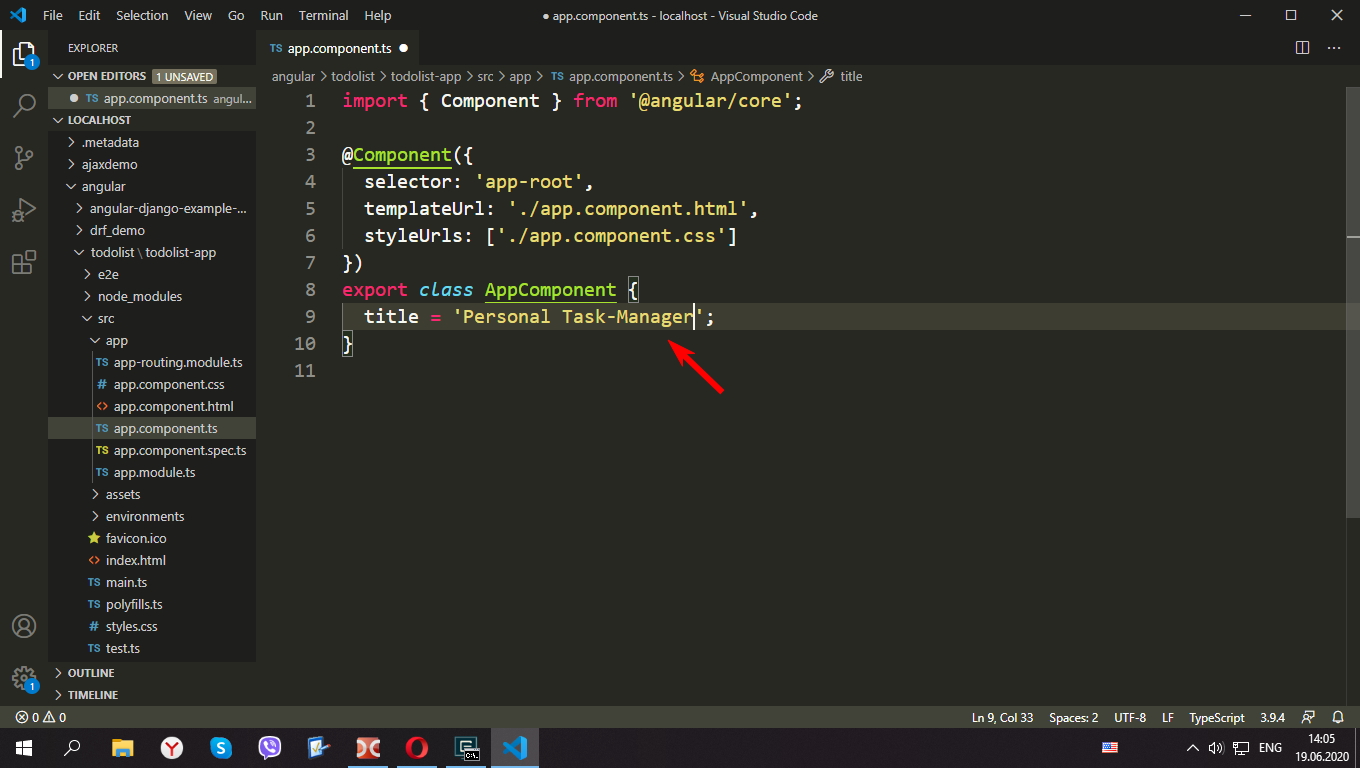 File Edit Selection View Go Run Terminal Help
● app.component.ts - localhost - Visual Studio Code
EXPLORER
OPEN EDITORS 1 UNSAVED
TS app.component.ts angul...
LOCALHOST
.metadata
ajaxdemo
angular
angular-django-example-...
drf_demo
todolist \ todolist-app
e2e
node_modules
src
app
TS app-routing.module.ts
# app.component.css
<> app.component.html
TS app.component.ts
TS app.component.spec.ts
TS app.module.ts
assets
environments
favicon.ico
<> index.html
TS main.ts
TS polyfills.ts
# styles.css
TS test.ts
OUTLINE
TIMELINE
1
1
TS app.component.ts ●
angular > todolist > todolist-app > src > app > TS app.component.ts > AppComponent > title
1 import { Component } from '@angular/core';
2
3 @Component({
4 selector: 'app-root',
5 templateUrl: './app.component.html',
6 styleUrls: ['./app.component.css']
7 })
8 export class AppComponent {
9 title = 'Personal Task-Manager';
10 }
11
0 0
Ln 9, Col 33 Spaces: 2 UTF-8 LF TypeScript 3.9.4
ENG
14:05
19.06.2020